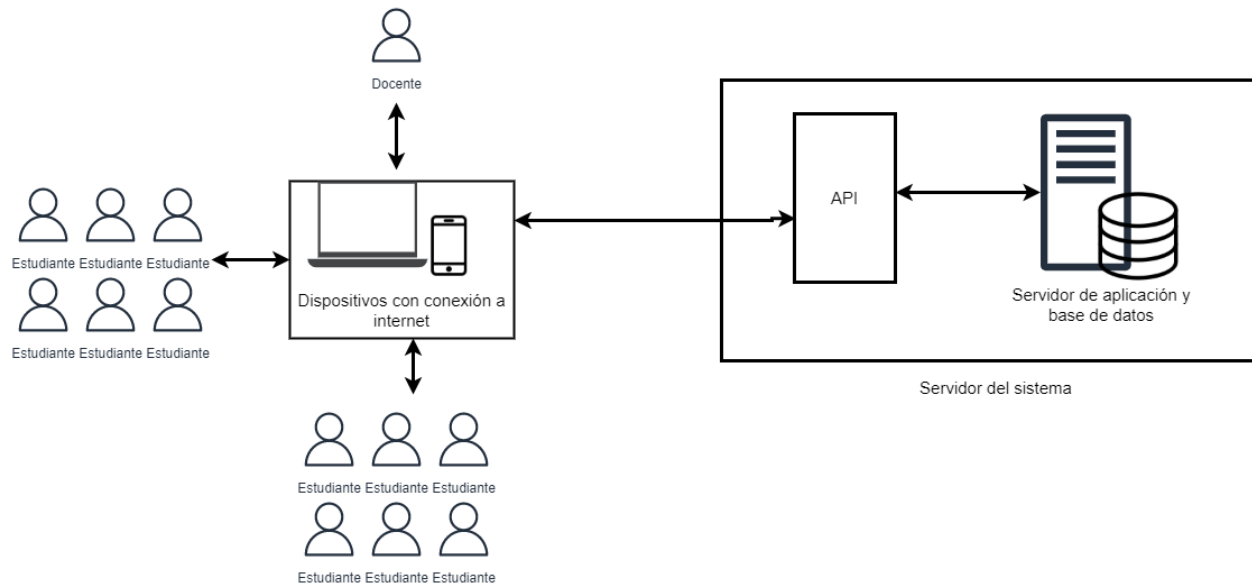 Docente
API
Estudiante Estudiante Estudiante
Estudiante Estudiante Estudiante
Dispositivos con conexión a
internet
Servidor de aplicación y
base de datos
Servidor del sistema
Estudiante Estudiante Estudiante
Estudiante Estudiante Estudiante